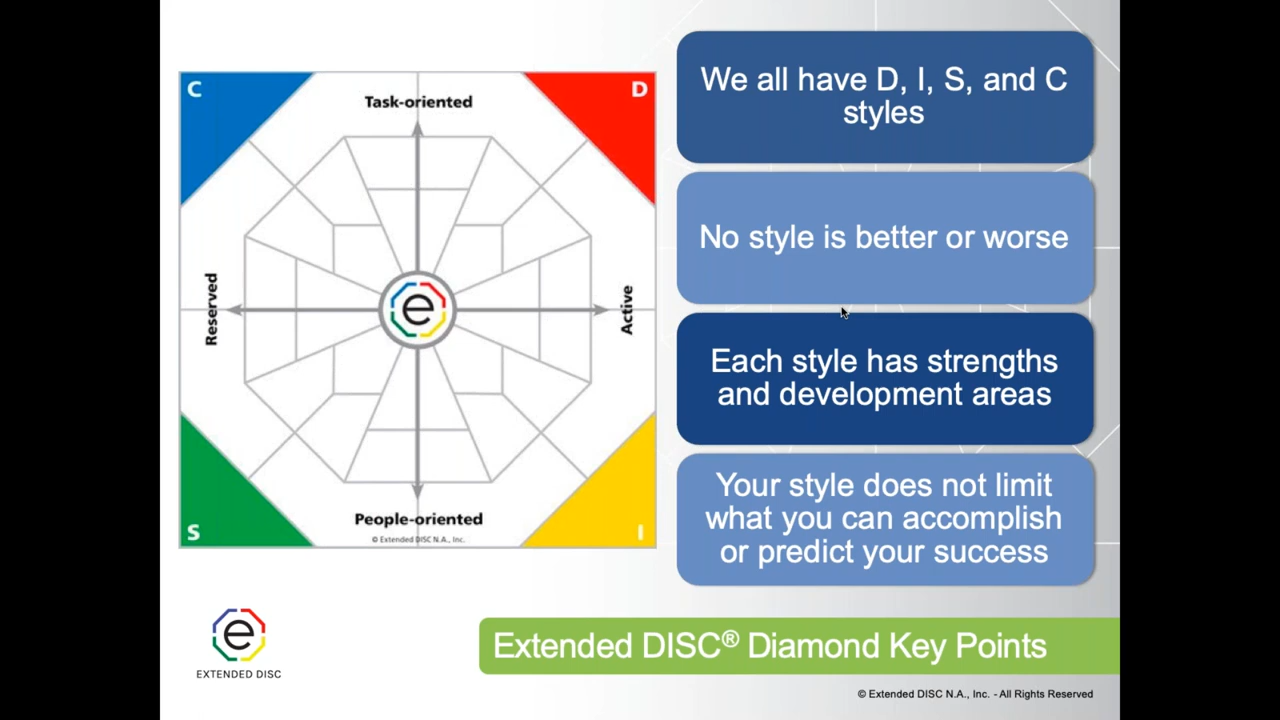 C
D
Task-oriented
Reserved
e
Active
S
People-oriented
I
© Extended DISC N.A., Inc.
We all have D, I, S, and C
styles
No style is better or worse
Each style has strengths
and development areas
Your style does not limit
what you can accomplish
or predict your success
e
EXTENDED DISC
Extended DISC® Diamond Key Points
© Extended DISC N.A., Inc. - All Rights Reserved